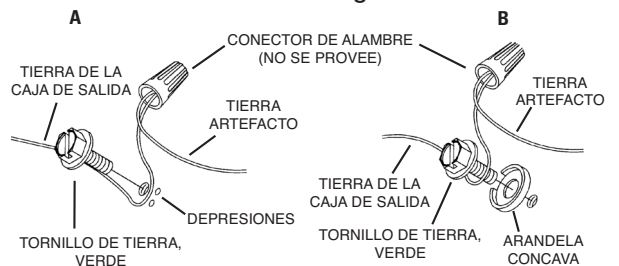 A
B
CONECTOR DE ALAMBRE
(NO SE PROVEE)
TIERRA DE LA
CAJA DE SALIDA
TIERRA
ARTEFACTO
DEPRESIONES
TORNILLO DE TIERRA,
VERDE
TIERRA
ARTEFACTO
TIERRA DE LA
CAJA DE SALIDA
TORNILLO DE TIERRA,
VERDE
ARANDELA
CONCAVA